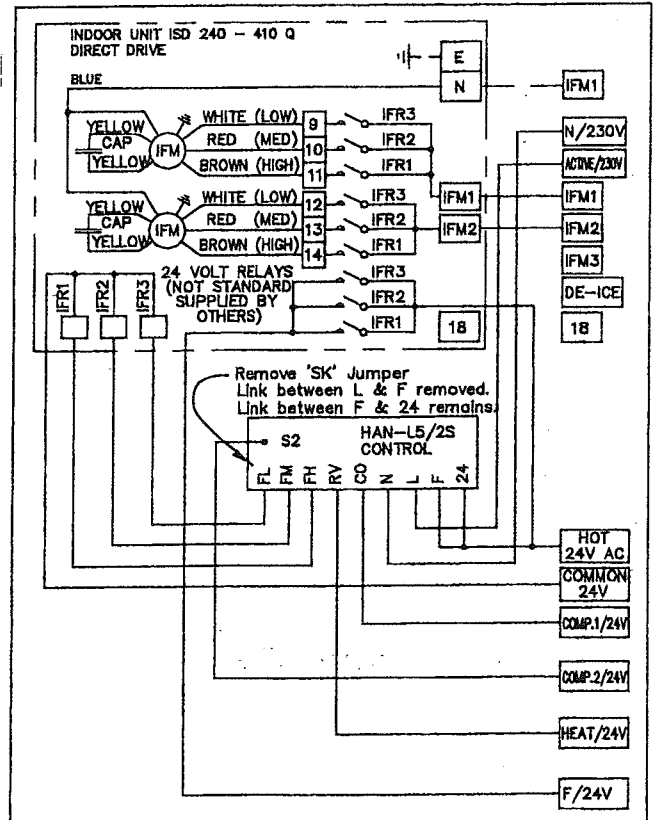 INDOOR UNIT ISD 240 - 410 Q
DIRECT DRIVE
E
BLUE
N
IFM1
YELLOW
CAP
YELLOW
IFM
WHITE (LOW)
9
IFR3
RED (MED)
10
IFR2
BROWN (HIGH)
11
IFR1
N/230V
ACTIVE/230V
YELLOW
CAP
YELLOW
IFM
WHITE (LOW)
12
IFR3
RED (MED)
13
IFR2
BROWN (HIGH)
14
IFR1
IFM1
IFM1
IFM2
IFM2
IFM3
DE-ICE
18
18
IFR1
IFR2
IFR3
24 VOLT RELAYS
(NOT STANDARD
SUPPLIED BY
OTHERS)
IFR3
IFR2
IFR1
Remove 'SK' Jumper
Link between L & F removed.
Link between F & 24 remains.
S2
HAN-L5/2S
CONTROL
FL
FM
FH
RV
CO
N
L
F
24
HOT
24V AC
COMMON
24V
COMP.1/24V
COMP.2/24V
HEAT/24V
F/24V